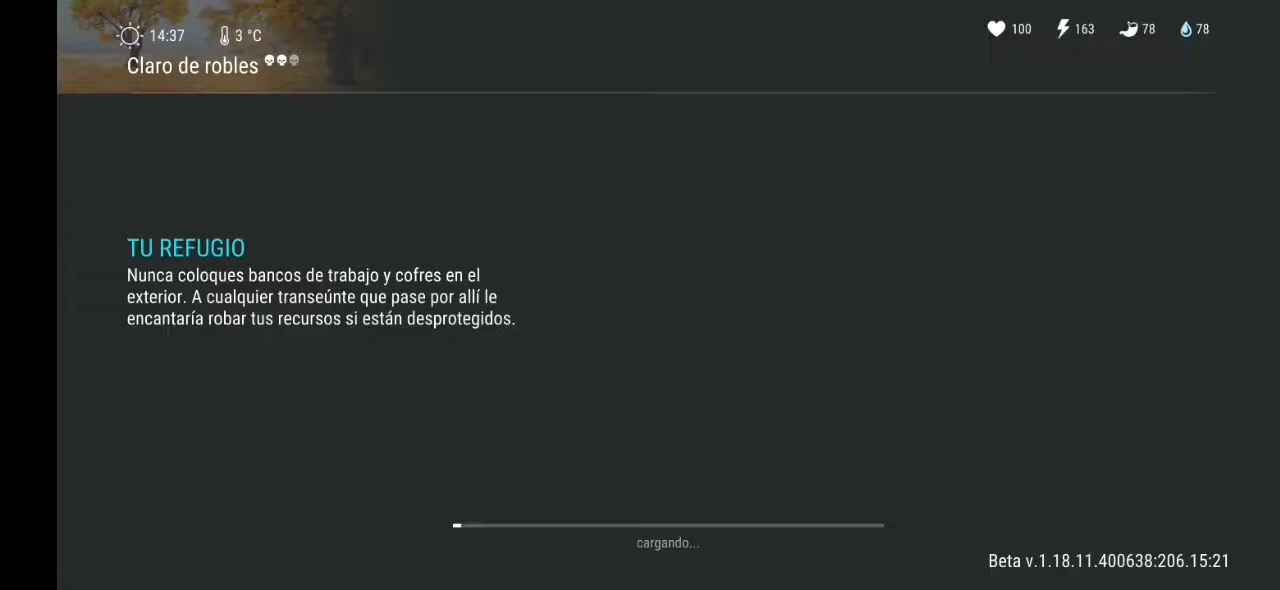 14:37 3 °C
100 163 78 78
Claro de robles
TU REFUGIO
Nunca coloques bancos de trabajo y cofres en el
exterior. A cualquier transeúnte que pase por allí le
encantaría robar tus recursos si están desprotegidos.
cargando...
Beta v.1.18.11.400638:206.15:21